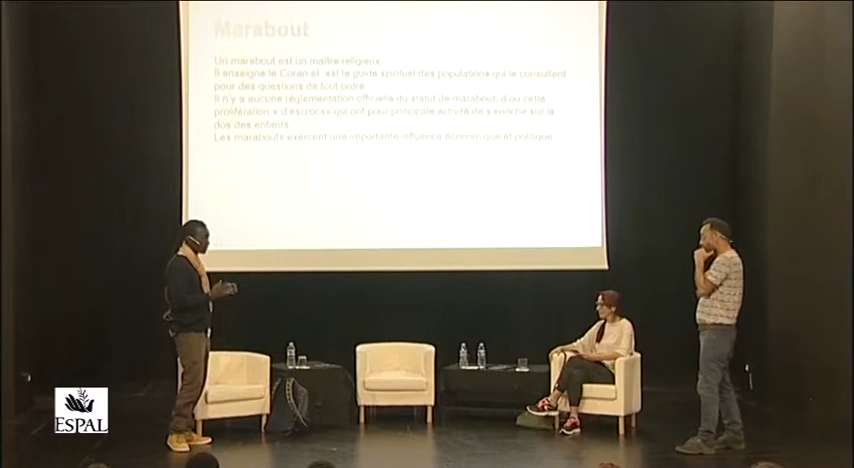 Marabout
Un marabout est un maître religieux.
Il enseigne le Coran et est le guide spirituel des populations qui le consultent
pour des questions de tout ordre.
Il n'y a aucune réglementation officielle du statut de marabout, d'où cette
prolifération « d'escrocs» qui ont pour principale activité de s'enrichir sur le
dos des enfants.
Les marabouts exercent une importante influence économique et politique.
ESPAL